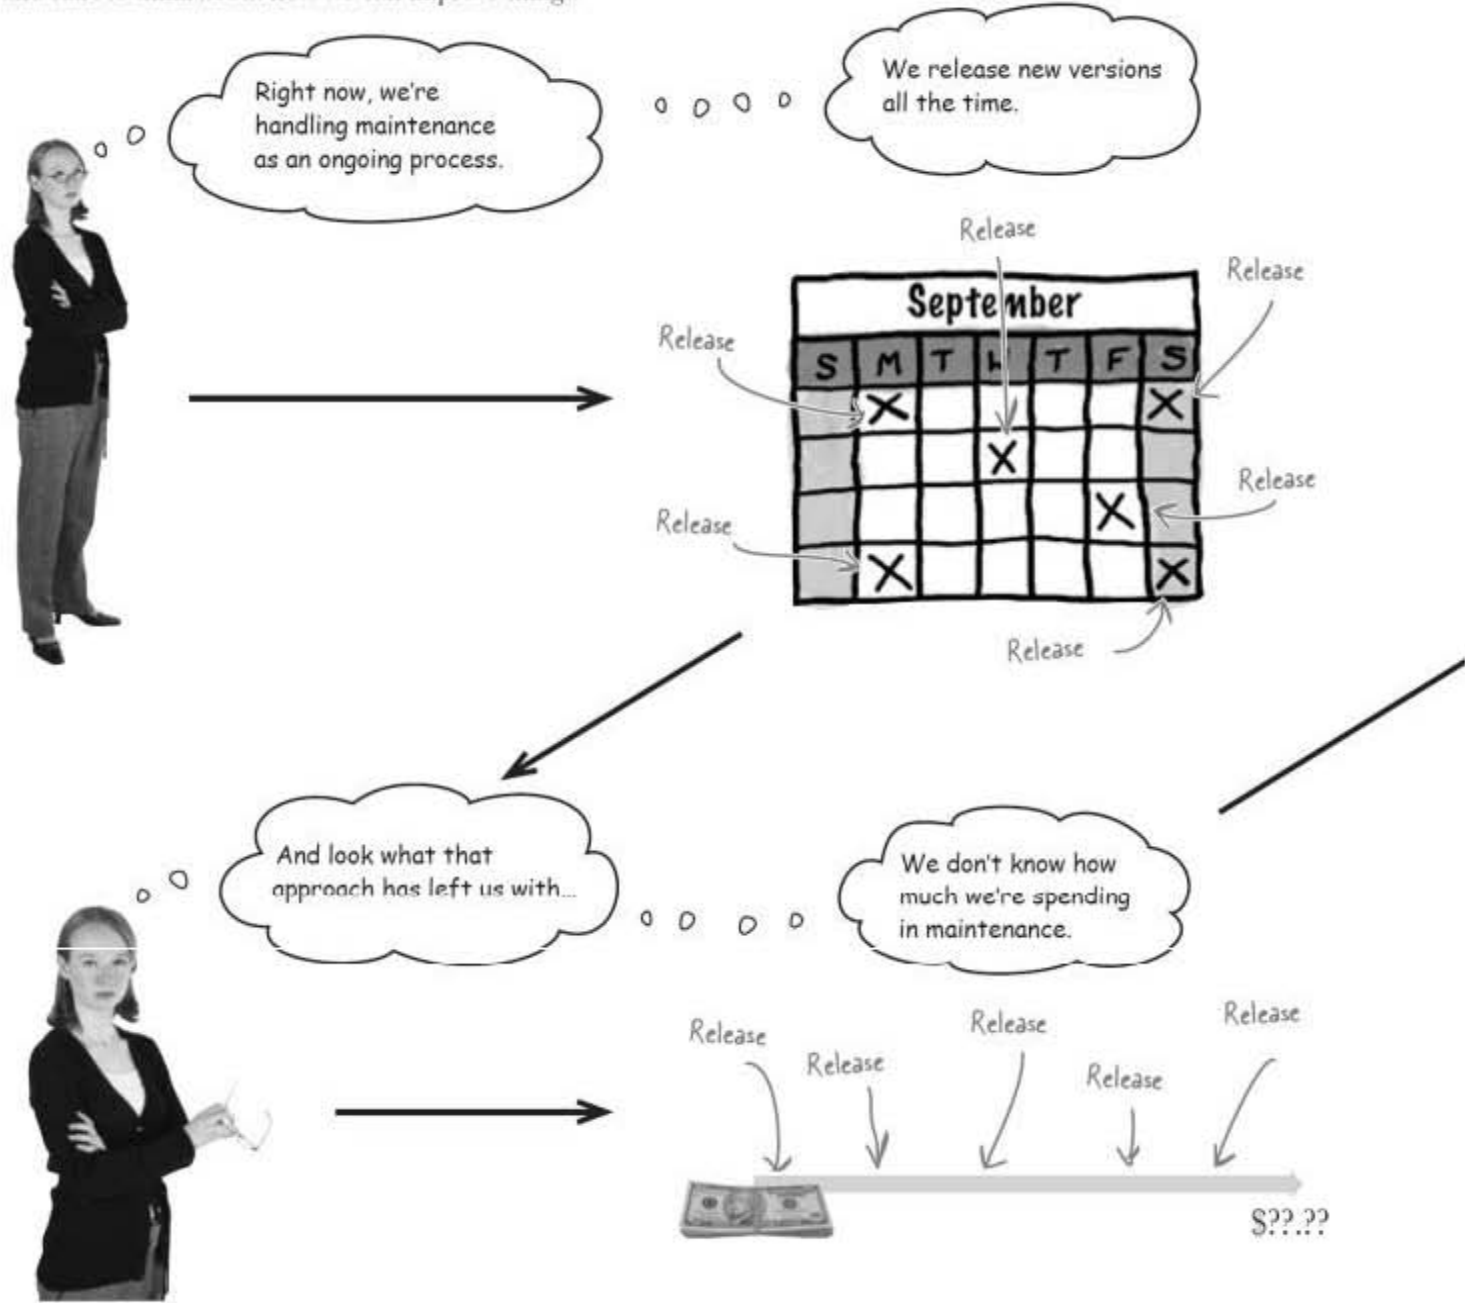 Right now, we're
handling maintenance
as an ongoing process.
We release new versions
all the time.
Release
Release
Release
September
S M T W T F S
Release
Release
Release
And look what that
approach has left us with...
We don't know how
much we're spending
in maintenance.
Release
Release
Release
Release
Release
$??.??